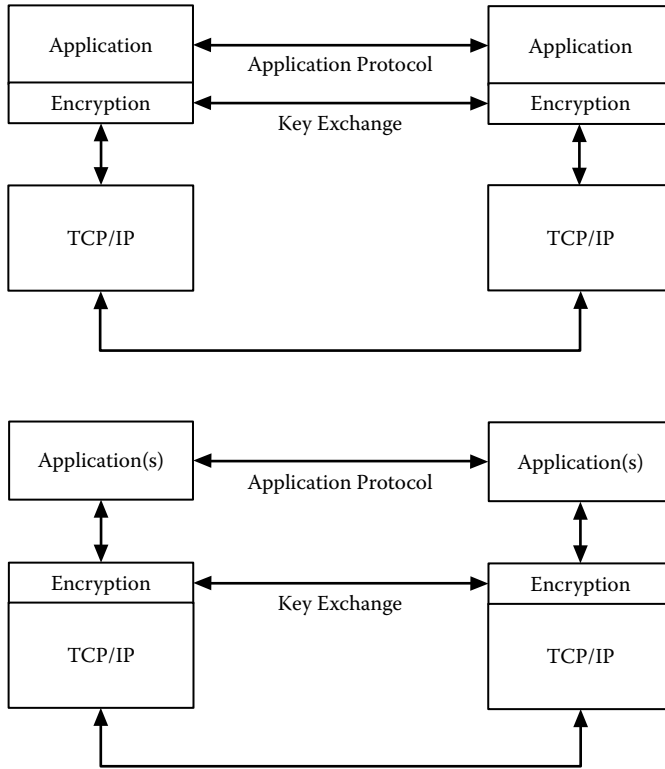 Application
Application
Application Protocol
Encryption
Encryption
Key Exchange
TCP/IP
TCP/IP
Application(s)
Application(s)
Application Protocol
Encryption
Encryption
Key Exchange
TCP/IP
TCP/IP